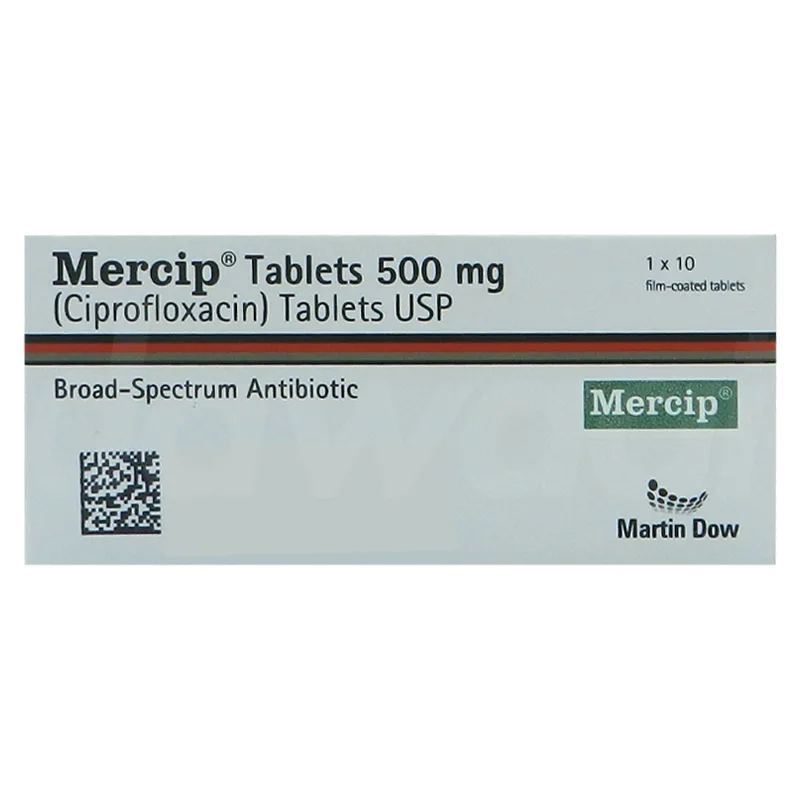 Mercip® Tablets 500 mg
(Ciprofloxacin) Tablets USP
1 x 10
film-coated tablets
Broad-Spectrum Antibiotic
Mercip®
Martin Dow